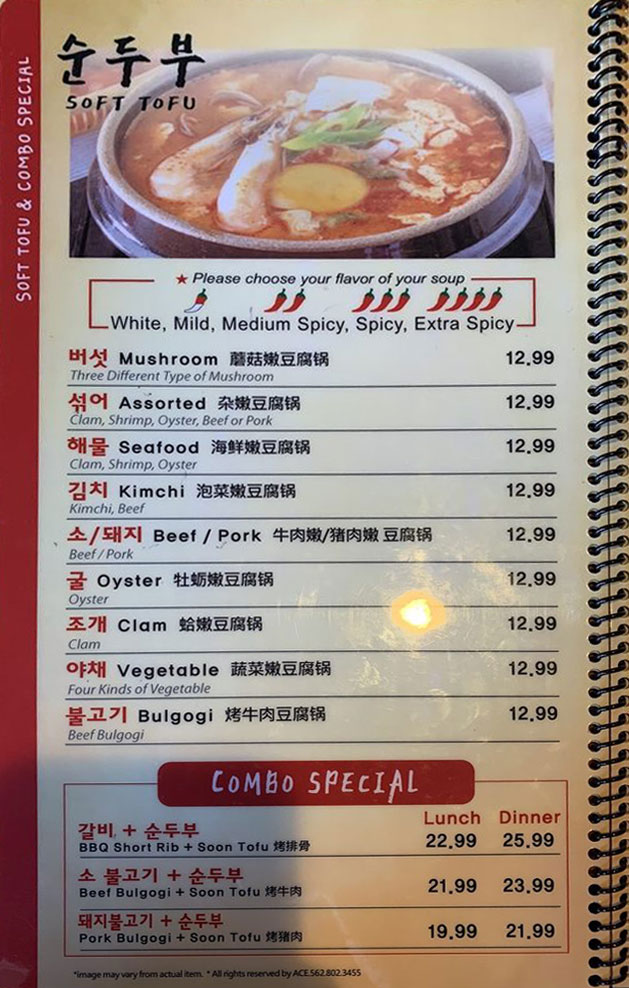 SOFT TOFU & COMBO SPECIAL
순두부
SOFT TOFU
★ Please choose your flavor of your soup
White, Mild, Medium Spicy, Spicy, Extra Spicy
버섯 Mushroom 蘑菇嫩豆腐锅 12.99
Three Different Type of Mushroom
섞어 Assorted 杂嫩豆腐锅 12.99
Clam, Shrimp, Oyster, Beef or Pork
해물 Seafood 海鲜嫩豆腐锅 12.99
Clam, Shrimp, Oyster
김치 Kimchi 泡菜嫩豆腐锅 12.99
Kimchi, Beef
소/돼지 Beef / Pork 牛肉嫩/猪肉嫩 豆腐锅 12.99
Beef / Pork
굴 Oyster 牡蛎嫩豆腐锅 12.99
Oyster
조개 Clam 蛤嫩豆腐锅 12.99
Clam
야채 Vegetable 蔬菜嫩豆腐锅 12.99
Four Kinds of Vegetable
불고기 Bulgogi 烤牛肉豆腐锅 12.99
Beef Bulgogi
COMBO SPECIAL
Lunch Dinner
갈비 + 순두부
BBQ Short Rib + Soon Tofu 烤排骨 22.99 25.99
소 불고기 + 순두부
Beef Bulgogi + Soon Tofu 烤牛肉 21.99 23.99
돼지불고기 + 순두부
Pork Bulgogi + Soon Tofu 烤猪肉 19.99 21.99
*image may vary from actual item. * All rights reserved by ACE.562.802.3455